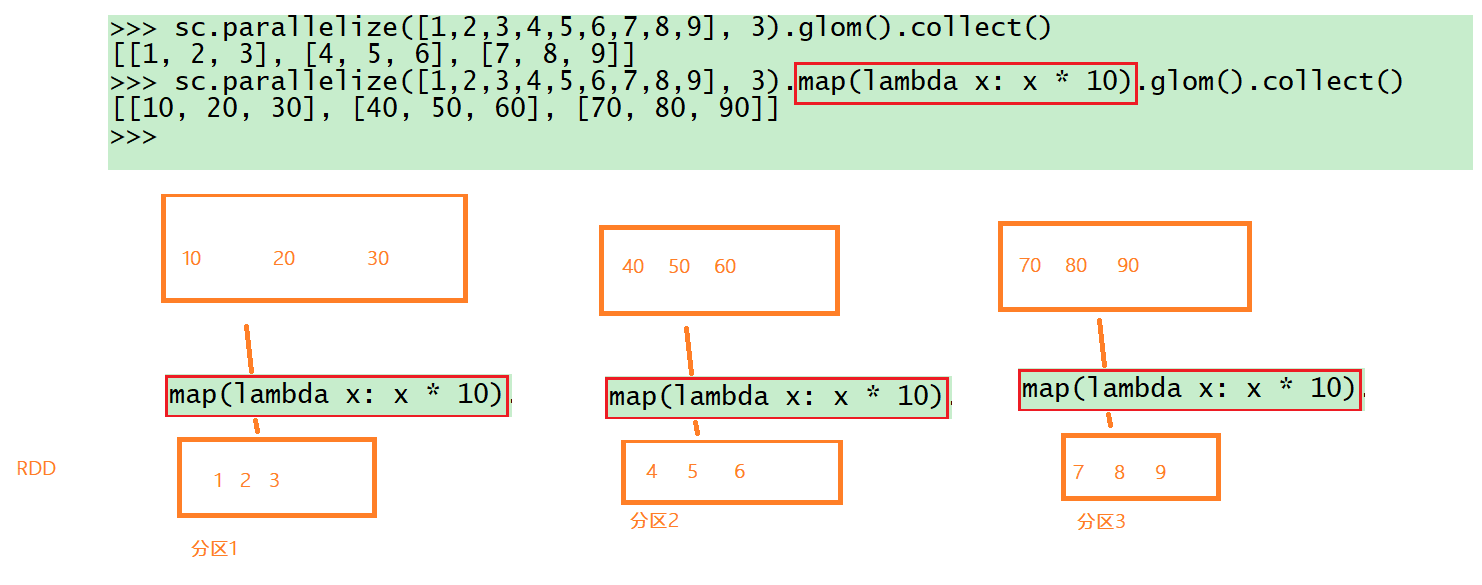 >>> sc.parallelize([1,2,3,4,5,6,7,8,9], 3).glom().collect()
[[1, 2, 3], [4, 5, 6], [7, 8, 9]]
>>> sc.parallelize([1,2,3,4,5,6,7,8,9], 3).map(lambda x: x * 10).glom().collect()
[[10, 20, 30], [40, 50, 60], [70, 80, 90]]
>>>
10 20 30
40 50 60
70 80 90
map(lambda x: x * 10).
map(lambda x: x * 10).
map(lambda x: x * 10).
RDD
1 2 3
4 5 6
7 8 9
分区1
分区2
分区3